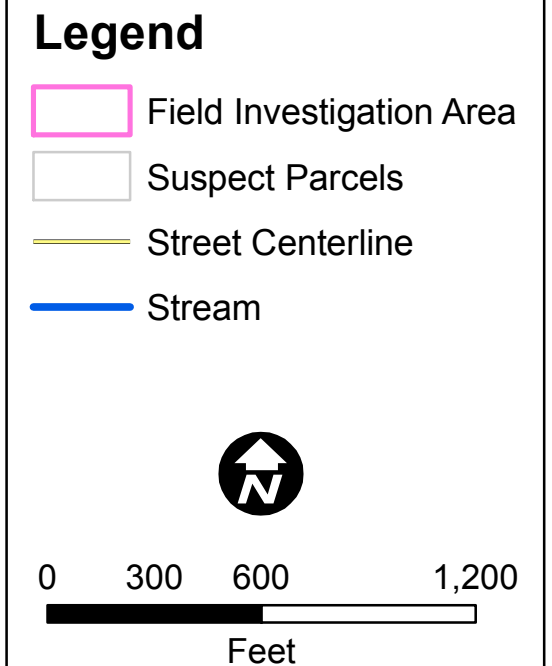 Legend
Field Investigation Area
Suspect Parcels
Street Centerline
Stream
N
0 300 600 1,200
Feet